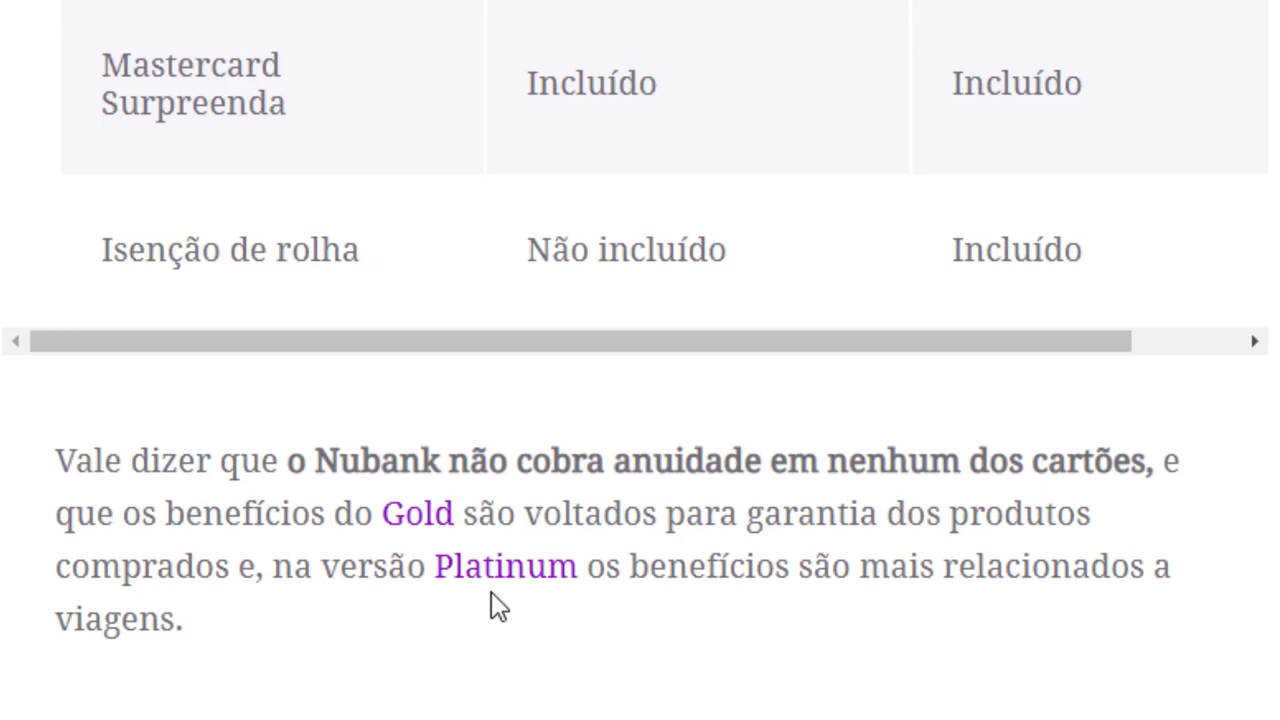 Mastercard
Surpreenda
Incluído
Incluído
Isenção de rolha
Não incluído
Incluído
Vale dizer que o Nubank não cobra anuidade em nenhum dos cartões, e
que os benefícios do Gold são voltados para garantia dos produtos
comprados e, na versão Platinum os benefícios são mais relacionados a
viagens.